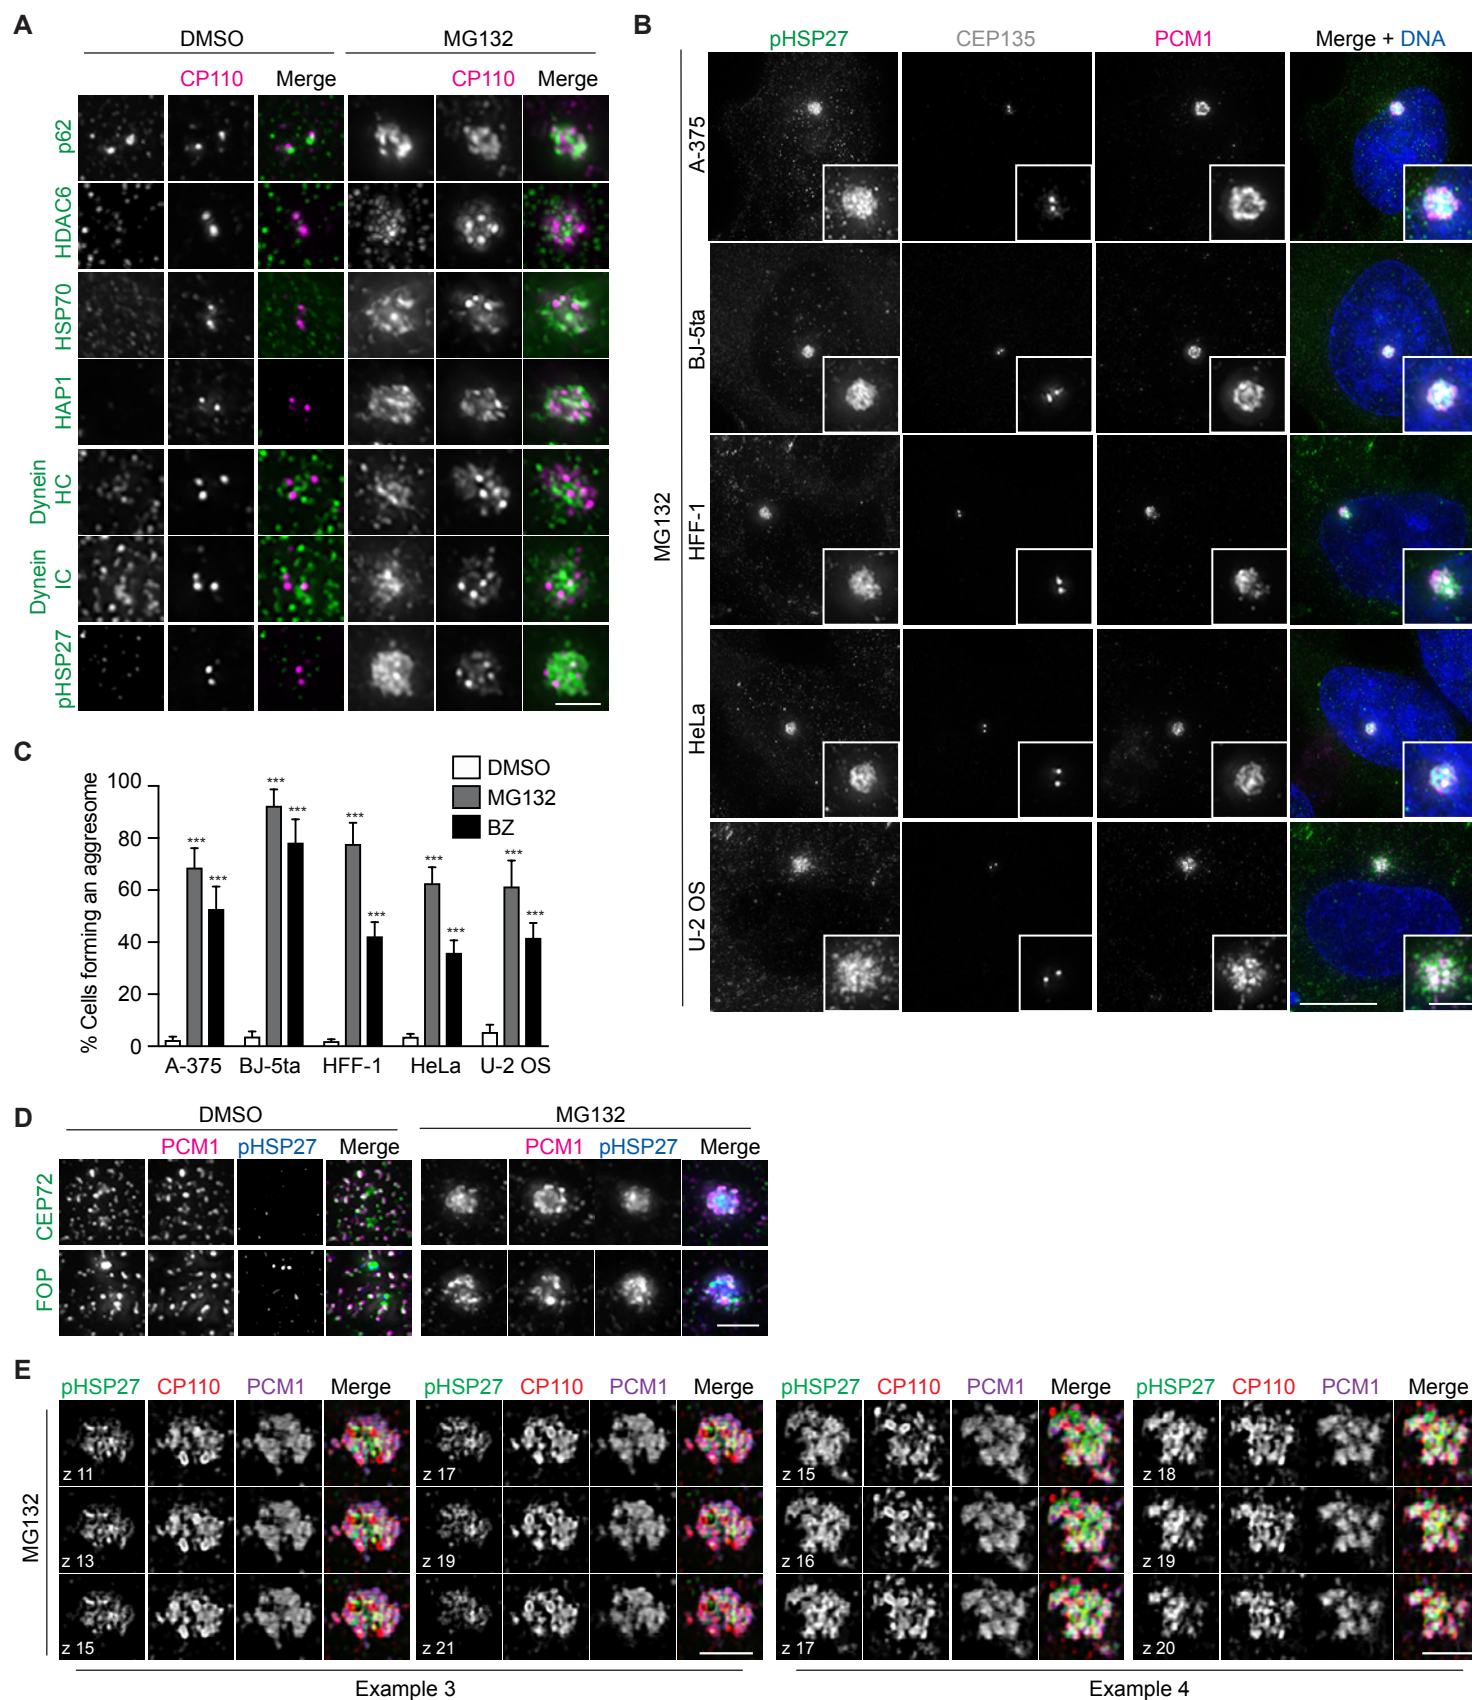 A
DMSO
MG132
CP110
Merge
CP110
Merge
p62
HDAC6
HSP70
HAP1
Dynein
HC
Dynein
IC
pHSP27
B
pHSP27
CEP135
PCM1
Merge + DNA
MG132
A-375
BJ-5ta
HFF-1
HeLa
U-2 OS
C
% Cells forming an aggresome
100
80
60
40
20
0
DMSO
MG132
BZ
***
***
***
***
***
***
***
***
***
***
A-375
BJ-5ta
HFF-1
HeLa
U-2 OS
D
DMSO
MG132
PCM1
pHSP27
Merge
PCM1
pHSP27
Merge
CEP72
FOP
E
pHSP27 CP110 PCM1 Merge
pHSP27 CP110 PCM1 Merge
pHSP27 CP110 PCM1 Merge
pHSP27 CP110 PCM1 Merge
MG132
z 11
z 17
z 15
z 18
z 13
z 19
z 16
z 19
z 15
z 21
z 17
z 20
Example 3
Example 4